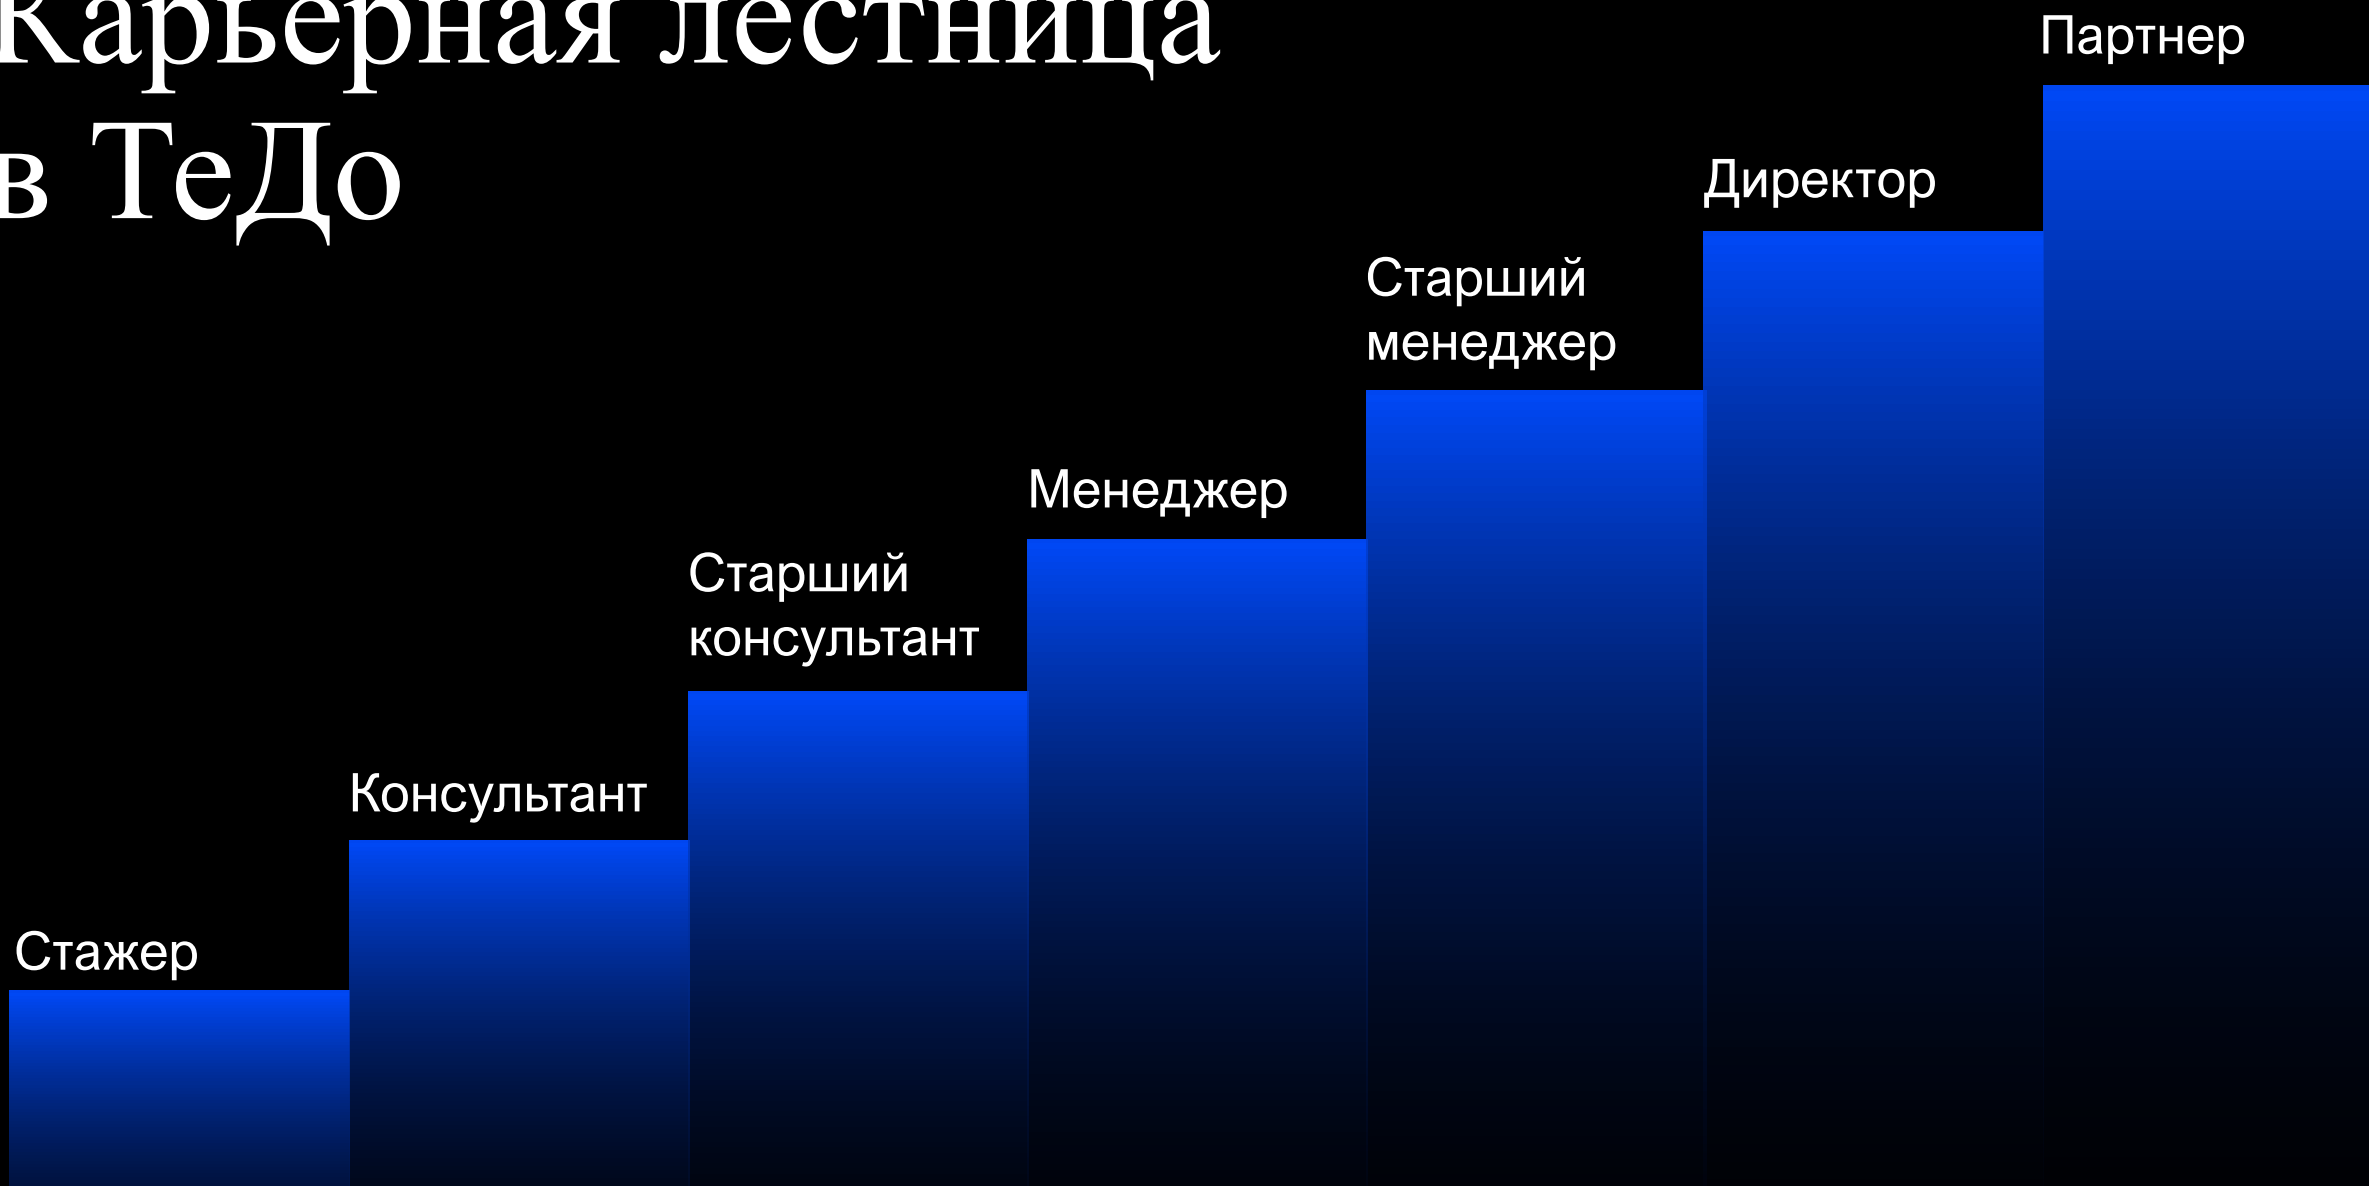 Карьерная лестница
в ТеДо
Партнер
Директор
Старший
менеджер
Менеджер
Старший
консультант
Консультант
Стажер